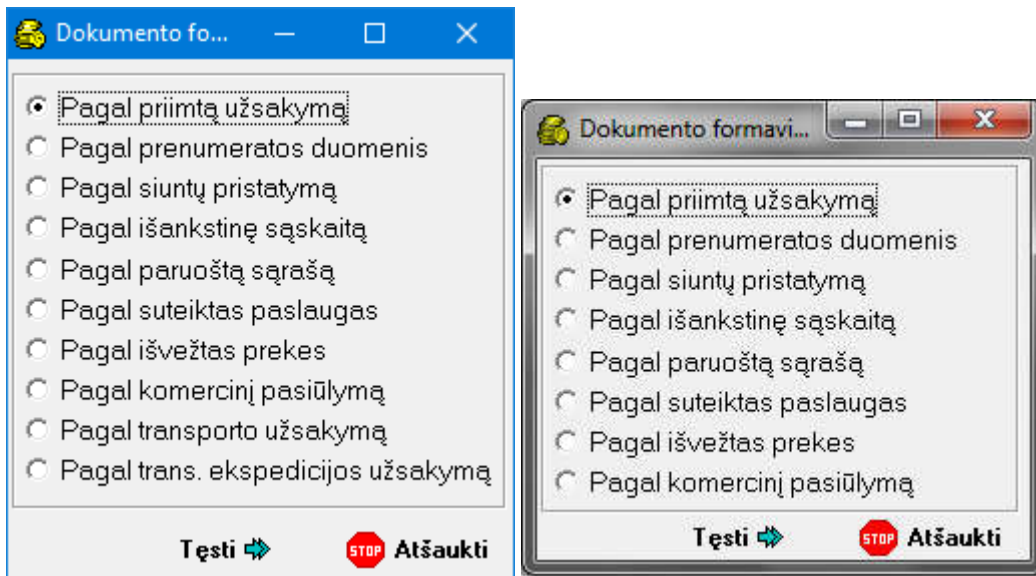 Dokumento fo...
Pagal priimtą užsakymą
Pagal prenumeratos duomenis
Pagal siuntų pristatymą
Pagal išankstinę sąskaitą
Pagal paruoštą sąrašą
Pagal suteiktas paslaugas
Pagal išvežtas prekes
Pagal komercinį pasiūlymą
Pagal transporto užsakymą
Pagal trans. ekspedicijos užsakymą
Tęsti
STOP Atšaukti
Dokumento formavi...
Pagal priimtą užsakymą
Pagal prenumeratos duomenis
Pagal siuntų pristatymą
Pagal išankstinę sąskaitą
Pagal paruoštą sąrašą
Pagal suteiktas paslaugas
Pagal išvežtas prekes
Pagal komercinį pasiūlymą
Tęsti
STOP Atšaukti